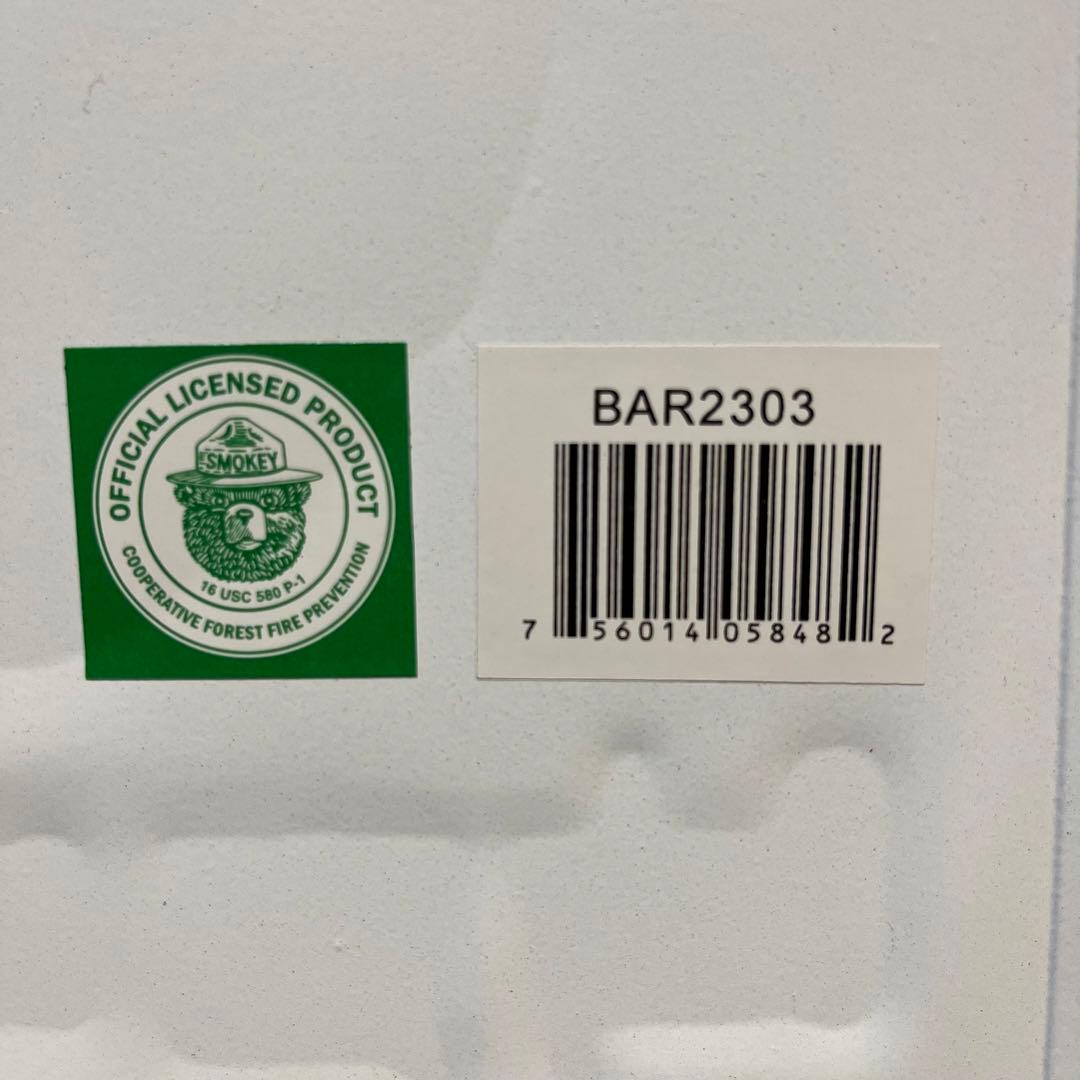 OFFICIAL LICENSED PRODUCT
SMOKEY
16 USC 580 P-1
COOPERATIVE FOREST FIRE PREVENTION
BAR2303
7 56014 05848 2